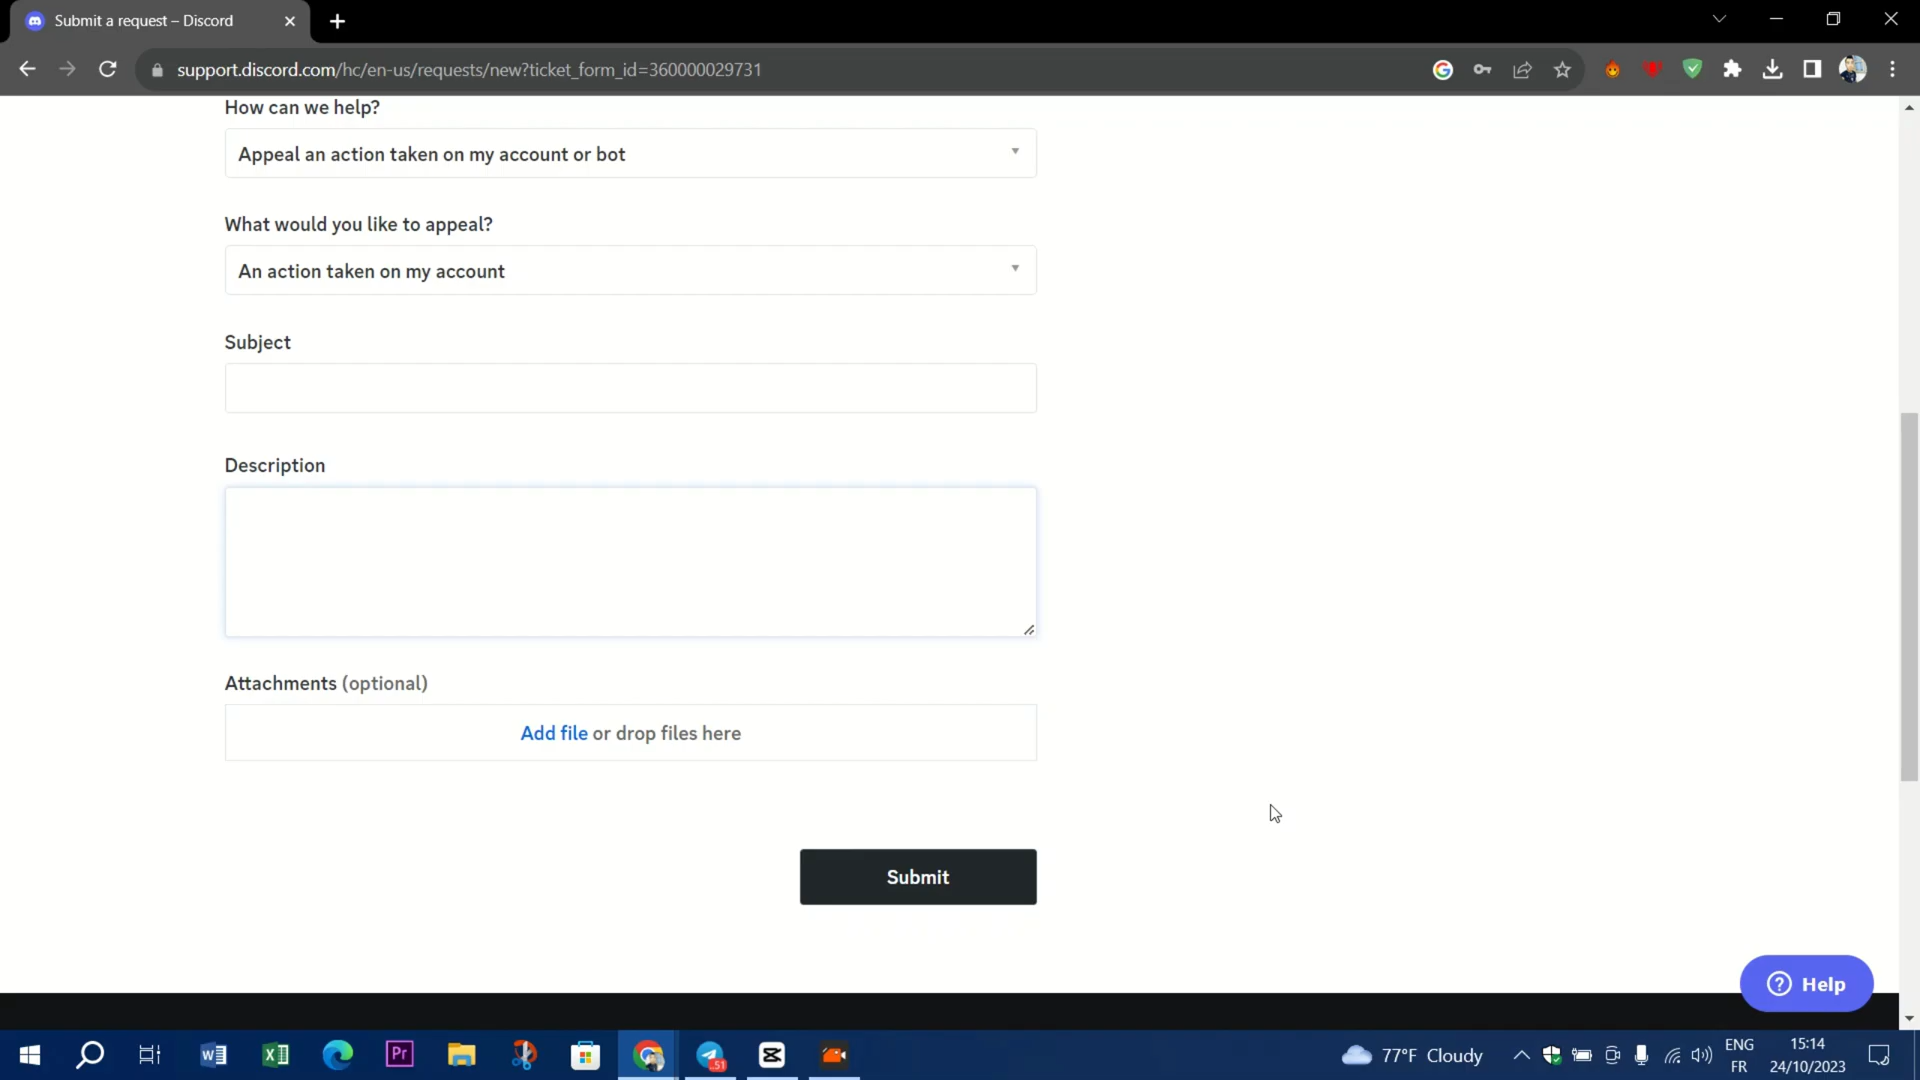 Submit a request – Discord
support.discord.com/hc/en-us/requests/new?ticket_form_id=360000029731
How can we help?
Appeal an action taken on my account or bot
What would you like to appeal?
An action taken on my account
Subject
Description
Attachments (optional)
Add file or drop files here
Submit
Help
Pr
51
77°F Cloudy
ENG
FR
15:14
24/10/2023